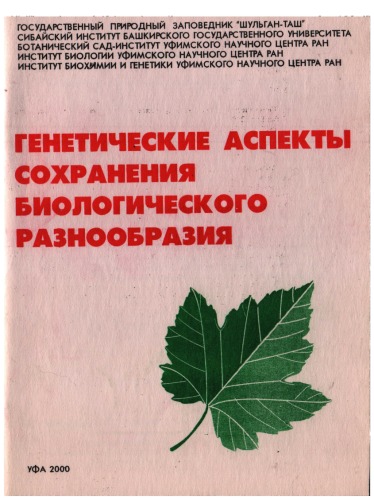 ГОСУДАРСТВЕННЫЙ ПРИРОДНЫЙ ЗАПОВЕДНИК "ШУЛЬГАН-ТАШ"
СИБАЙСКИЙ ИНСТИТУТ БАШКИРСКОГО ГОСУДАРСТВЕННОГО УНИВЕРСИТЕТА
БОТАНИЧЕСКИЙ САД-ИНСТИТУТ УФИМСКОГО НАУЧНОГО ЦЕНТРА РАН
ИНСТИТУТ БИОЛОГИИ УФИМСКОГО НАУЧНОГО ЦЕНТРА РАН
ИНСТИТУТ БИОХИМИИ И ГЕНЕТИКИ УФИМСКОГО НАУЧНОГО ЦЕНТРА РАН
ГЕНЕТИЧЕСКИЕ АСПЕКТЫ
СОХРАНЕНИЯ
БИОЛОГИЧЕСКОГО
РАЗНООБРАЗИЯ
УФА 2000